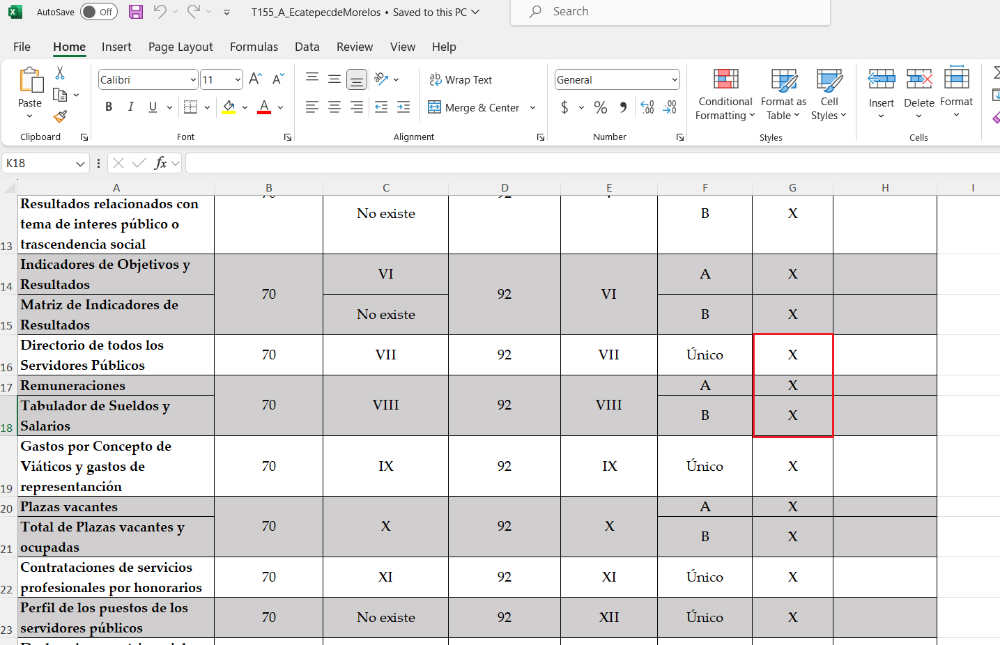 AutoSave Off T155_A_EcatepecdeMorelos • Saved to this PC Search
File Home Insert Page Layout Formulas Data Review View Help
Paste
Clipboard
Calibri 11
B I U A
Font
ab Wrap Text
Merge & Center
Alignment
General
$ % 9 .00 .00
Number
Conditional Formatting
Format as Table
Cell Styles
Styles
Insert Delete Format
Cells
K18 fx
A B C D E F G H I
13 Resultados relacionados con
tema de interes público o
trascendencia social No existe B X
14 Indicadores de Objetivos y
Resultados 70 VI 92 VI A X
15 Matriz de Indicadores de
Resultados No existe B X
16 Directorio de todos los
Servidores Públicos 70 VII 92 VII Único X
17 Remuneraciones 70 VIII 92 VIII A X
18 Tabulador de Sueldos y
Salarios B X
19 Gastos por Concepto de
Viáticos y gastos de
representanción 70 IX 92 IX Único X
20 Plazas vacantes 70 X 92 X A X
21 Total de Plazas vacantes y
ocupadas B X
22 Contrataciones de servicios
profesionales por honorarios 70 XI 92 XI Único X
23 Perfil de los puestos de los
servidores públicos 70 No existe 92 XII Único X